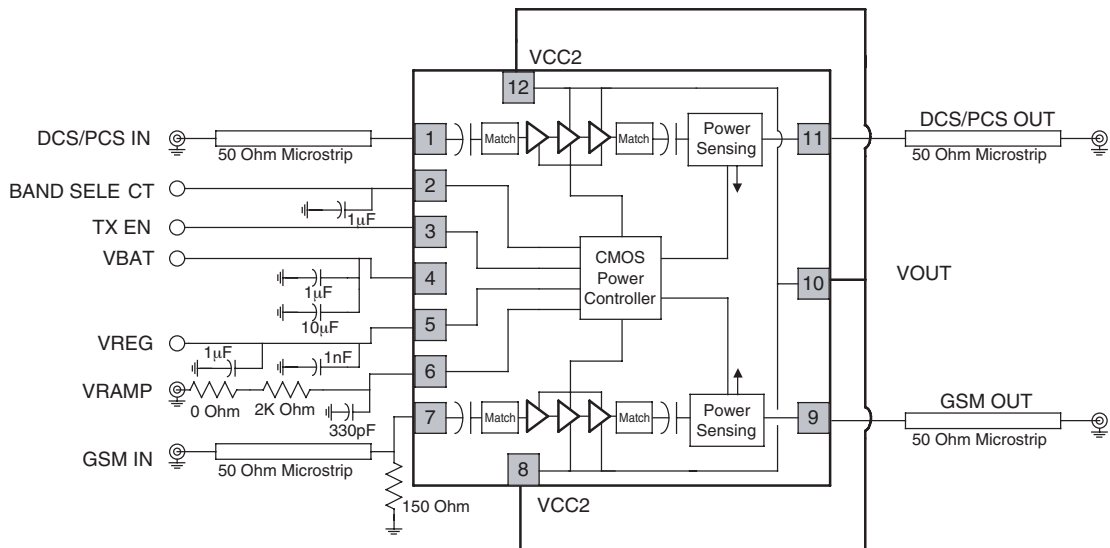 VCC2
12
DCS/PCS IN
50 Ohm Microstrip
1
Match
Match
Power
Sensing
11
DCS/PCS OUT
50 Ohm Microstrip
BAND SELE CT
1µF
2
TX EN
3
VBAT
1µF
10µF
4
CMOS
Power
Controller
10
VOUT
5
VREG
1µF
1nF
6
VRAMP
0 Ohm
2K Ohm
330pF
7
Match
Match
Power
Sensing
9
GSM OUT
50 Ohm Microstrip
GSM IN
50 Ohm Microstrip
150 Ohm
8
VCC2